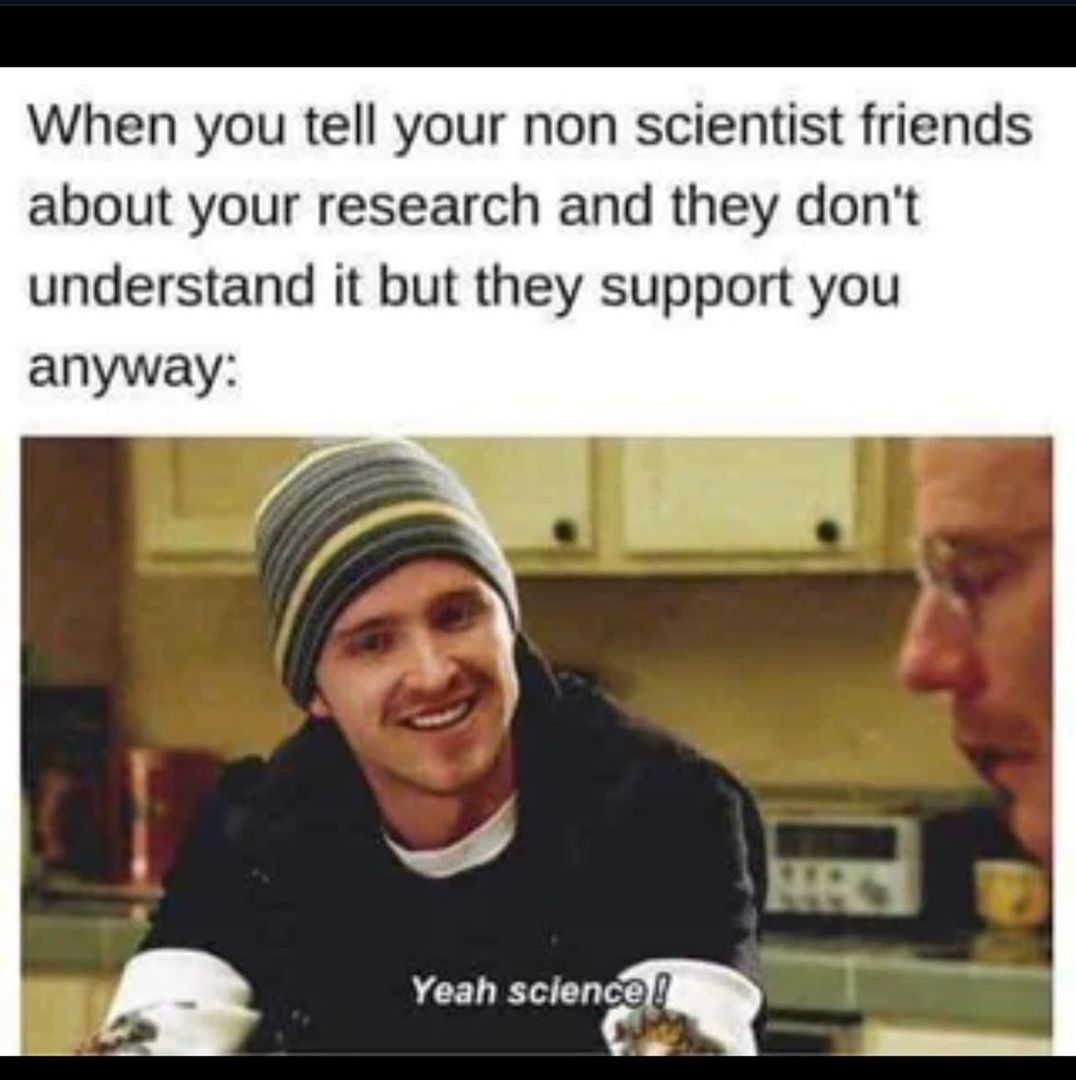 When you tell your non scientist friends
about your research and they don't
understand it but they support you
anyway:
Yeah science!